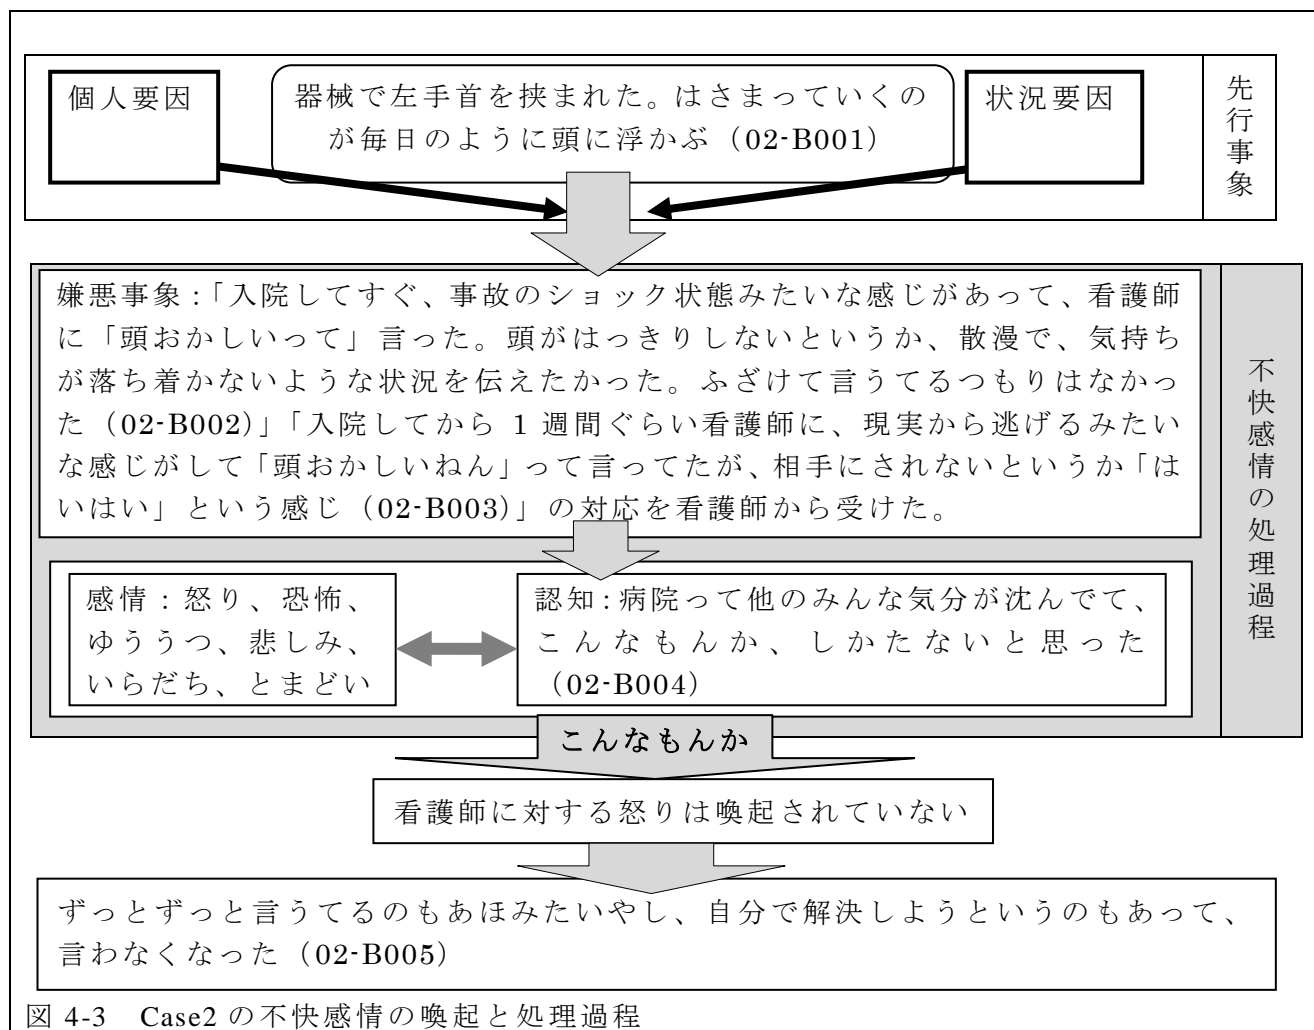 個人要因
器械で左手首を挟まれた。はさまっていくの
が毎日のように頭に浮かぶ（02-B001）
状況要因
先行事象
嫌悪事象：「入院してすぐ、事故のショック状態みたいな感じがあって、看護師
に「頭おかしいって」言った。頭がはっきりしないというか、散漫で、気持ち
が落ち着かないような状況を伝えたかった。ふざけて言うてるつもりはなかっ
た（02-B002）」「入院してから 1 週間ぐらい看護師に、現実から逃げるみたい
な感じがして「頭おかしいねん」って言ってたが、相手にされないというか「は
いはい」という感じ（02-B003）」の対応を看護師から受けた。
不快感情の処理過程
感情：怒り、恐怖、
ゆううつ、悲しみ、
いらだち、とまどい
認知：病院って他のみんな気分が沈んでて、
こんなもんか、しかたないと思った
（02-B004）
こんなもんか
看護師に対する怒りは喚起されていない
ずっとずっと言うてるのもあほみたいやし、自分で解決しようというのもあって、
言わなくなった（02-B005）
図 4-3　Case2 の不快感情の喚起と処理過程